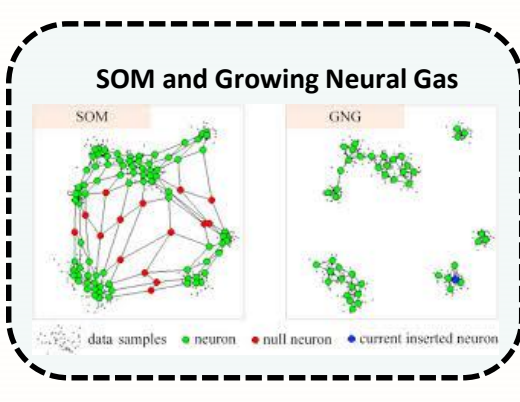 SOM and Growing Neural Gas
SOM
GNG
data samples
neuron
null neuron
current inserted neuron